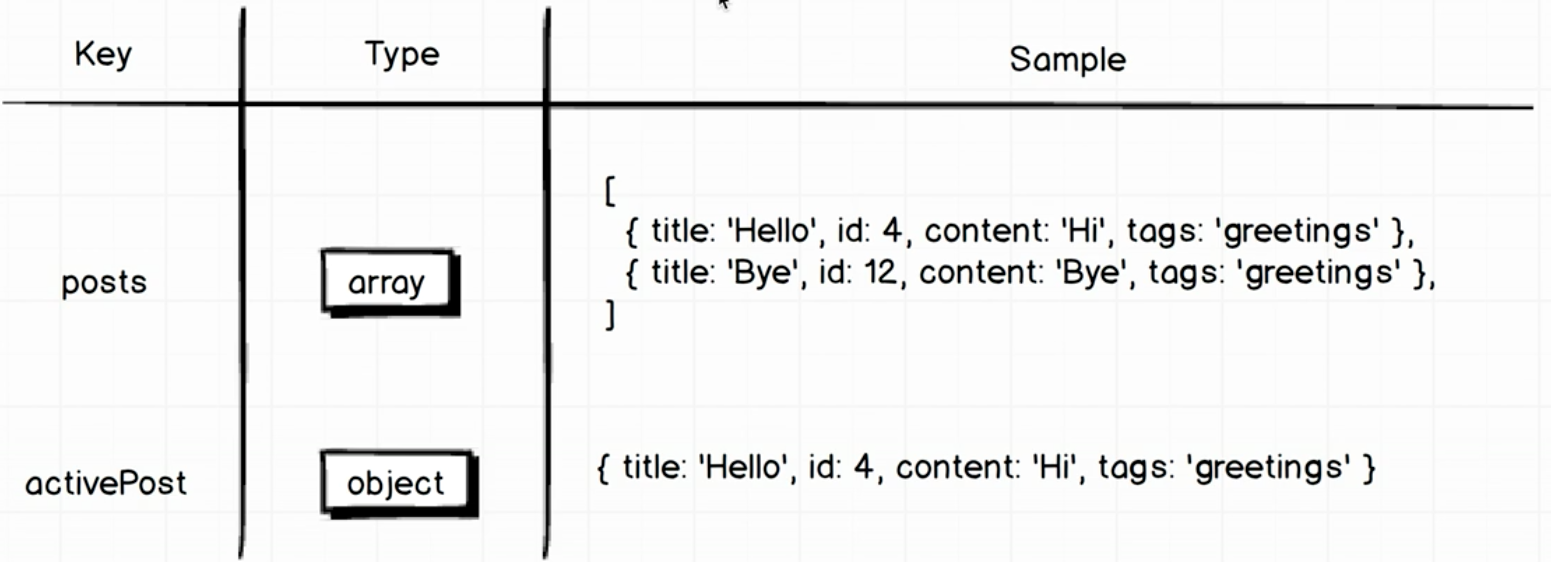 Key Type Sample
[
{ title: 'Hello', id: 4, content: 'Hi', tags: 'greetings' },
posts array { title: 'Bye', id: 12, content: 'Bye', tags: 'greetings' },
]
activePost object { title: 'Hello', id: 4, content: 'Hi', tags: 'greetings' }